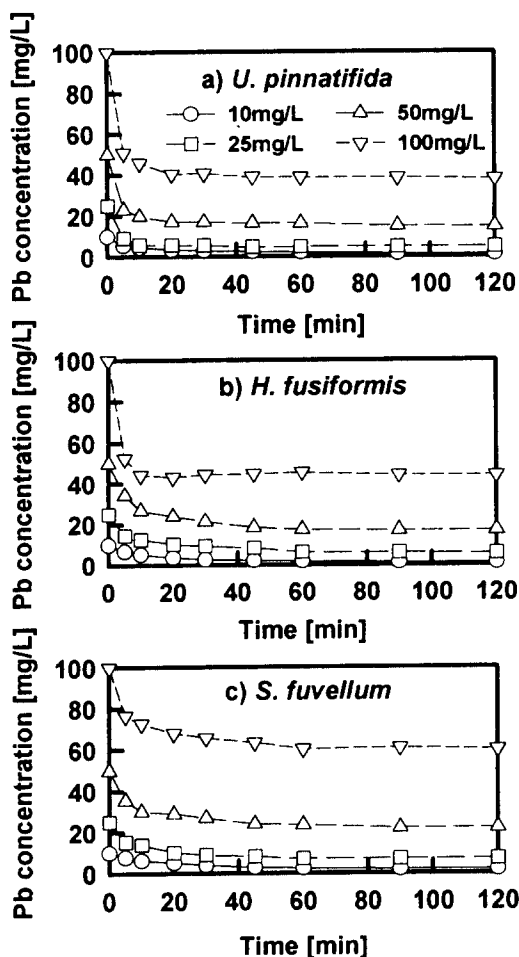 Pb concentration [mg/L]
100
80
60
40
20
0
a) U. pinnatifida
10mg/L 50mg/L
25mg/L 100mg/L
0 20 40 60 80 100 120
Time [min]
Pb concentration [mg/L]
100
80
60
40
20
0
b) H. fusiformis
0 20 40 60 80 100 120
Time [min]
Pb concentration [mg/L]
100
80
60
40
20
0
c) S. fuvellum
0 20 40 60 80 100 120
Time [min]